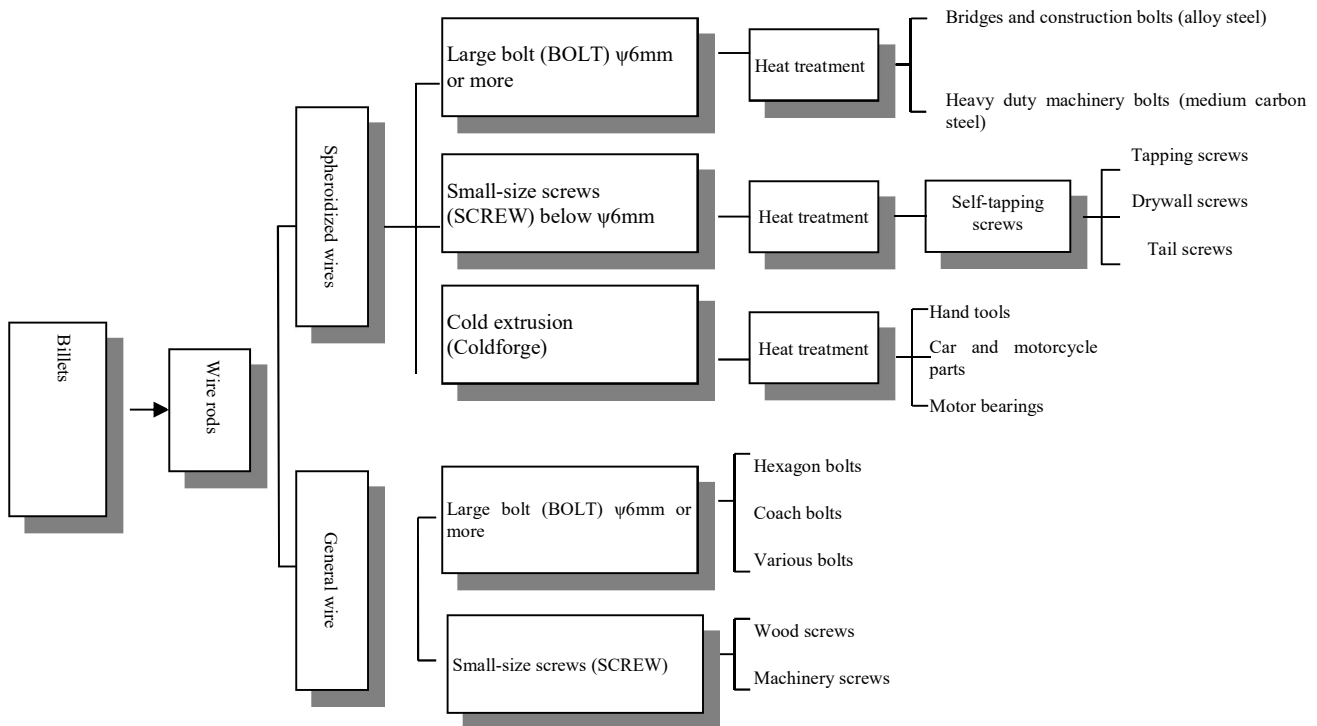 Billets
Wire rods
Spheroidized wires
Large bolt (BOLT) ψ6mm
or more
Heat treatment
Bridges and construction bolts (alloy steel)
Heavy duty machinery bolts (medium carbon
steel)
Small-size screws
(SCREW) below ψ6mm
Heat treatment
Self-tapping
screws
Tapping screws
Drywall screws
Tail screws
Cold extrusion
(Coldforge)
Heat treatment
Hand tools
Car and motorcycle
parts
Motor bearings
General wire
Large bolt (BOLT) ψ6mm or
more
Hexagon bolts
Coach bolts
Various bolts
Small-size screws (SCREW)
Wood screws
Machinery screws